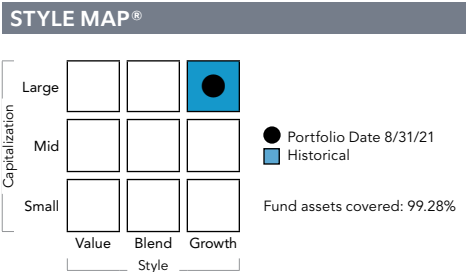 STYLE MAP®
Capitalization
Large
Mid
Small
Value Blend Growth
Style
Portfolio Date 8/31/21
Historical
Fund assets covered: 99.28%